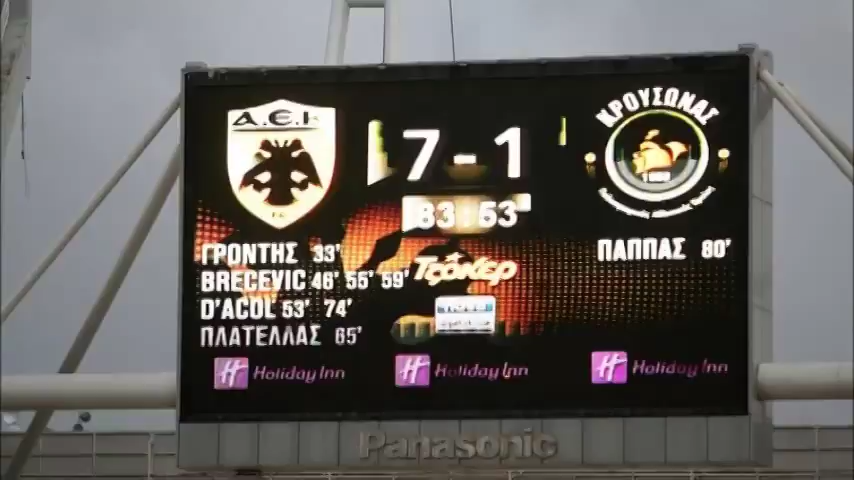 Α.Ε.Κ
F.C.
7 - 1
83 : 53
ΚΡΟΥΣΩΝΑΣ
ΓΡΟΝΤΗΣ 33'
BRECEVIC 46' 55' 59'
D'ACOL 53' 74'
ΠΛΑΤΕΛΛΑΣ 65'
ΤΖΟΚΕΡ
ΠΑΠΠΑΣ 80'
Holiday Inn
Holiday Inn
Holiday Inn
Panasonic